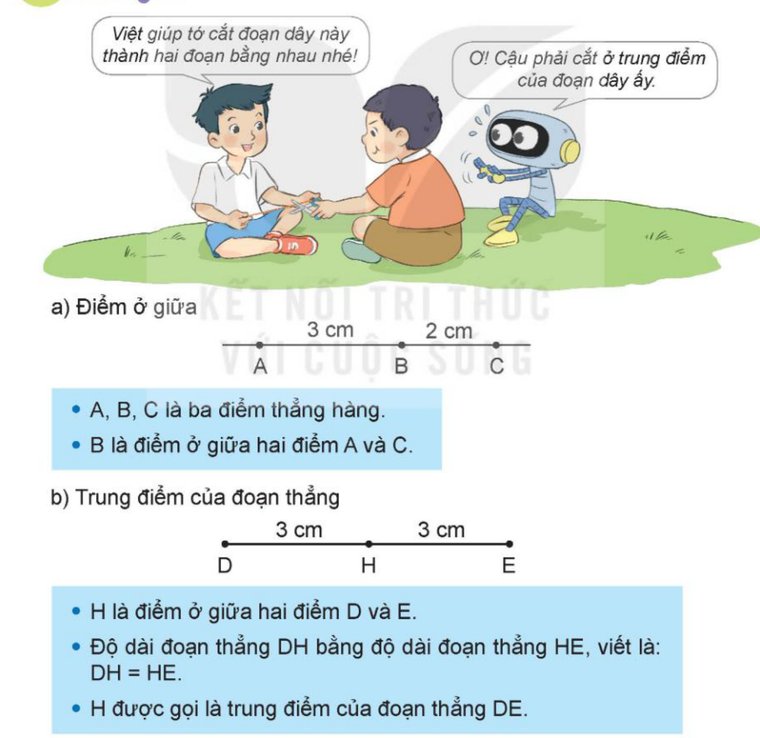 Việt giúp tớ cắt đoạn dây này
thành hai đoạn bằng nhau nhé!
Ơ! Cậu phải cắt ở trung điểm
của đoạn dây ấy.
KẾT NỐI TRI THỨC
VỚI CUỘC SỐNG
a) Điểm ở giữa
3 cm 2 cm
A B C
• A, B, C là ba điểm thẳng hàng.
• B là điểm ở giữa hai điểm A và C.
b) Trung điểm của đoạn thẳng
3 cm 3 cm
D H E
• H là điểm ở giữa hai điểm D và E.
• Độ dài đoạn thẳng DH bằng độ dài đoạn thẳng HE, viết là:
DH = HE.
• H được gọi là trung điểm của đoạn thẳng DE.